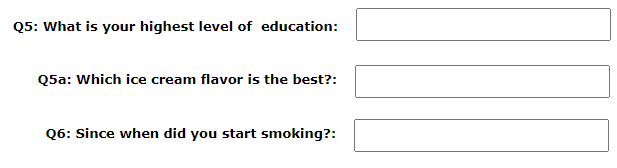 Q5: What is your highest level of  education:
Q5a: Which ice cream flavor is the best?:
Q6: Since when did you start smoking?: